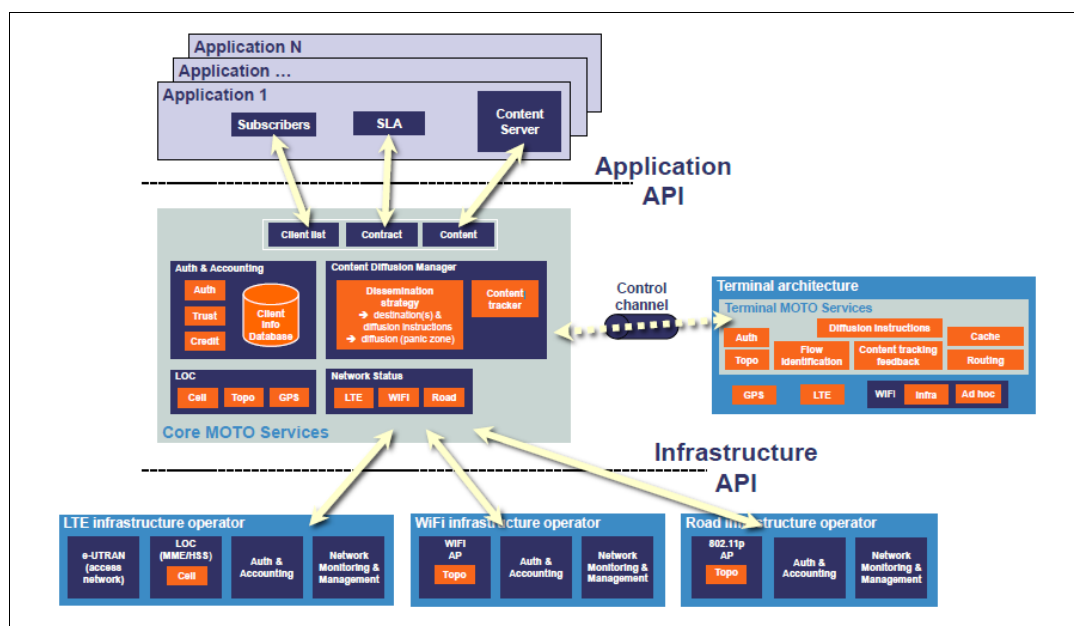 Application N
Application ...
Application 1
Subscribers
SLA
Content
Server
Application
API
Client list
Contract
Content
Auth & Accounting
Auth
Trust
Credit
Client
Info
Database
Content Diffusion Manager
Dissemination
strategy
➔ destination(s) &
diffusion instructions
➔ diffusion (panic zone)
Content
tracker
LOC
Cell
Topo
GPS
Network Status
LTE
WIFI
Road
Core MOTO Services
Control
channel
Terminal architecture
Terminal MOTO Services
Auth
Topo
Diffusion instructions
Flow
identification
Content tracking
feedback
Cache
Routing
GPS
LTE
WIFI
Infra
Ad hoc
Infrastructure
API
LTE infrastructure operator
e-UTRAN
(access
network)
LOC
(MME/HSS)
Cell
Auth &
Accounting
Network
Monitoring &
Management
WiFi infrastructure operator
WIFI
AP
Topo
Auth &
Accounting
Network
Monitoring &
Management
Road infrastructure operator
802.11p
AP
Topo
Auth &
Accounting
Network
Monitoring &
Management